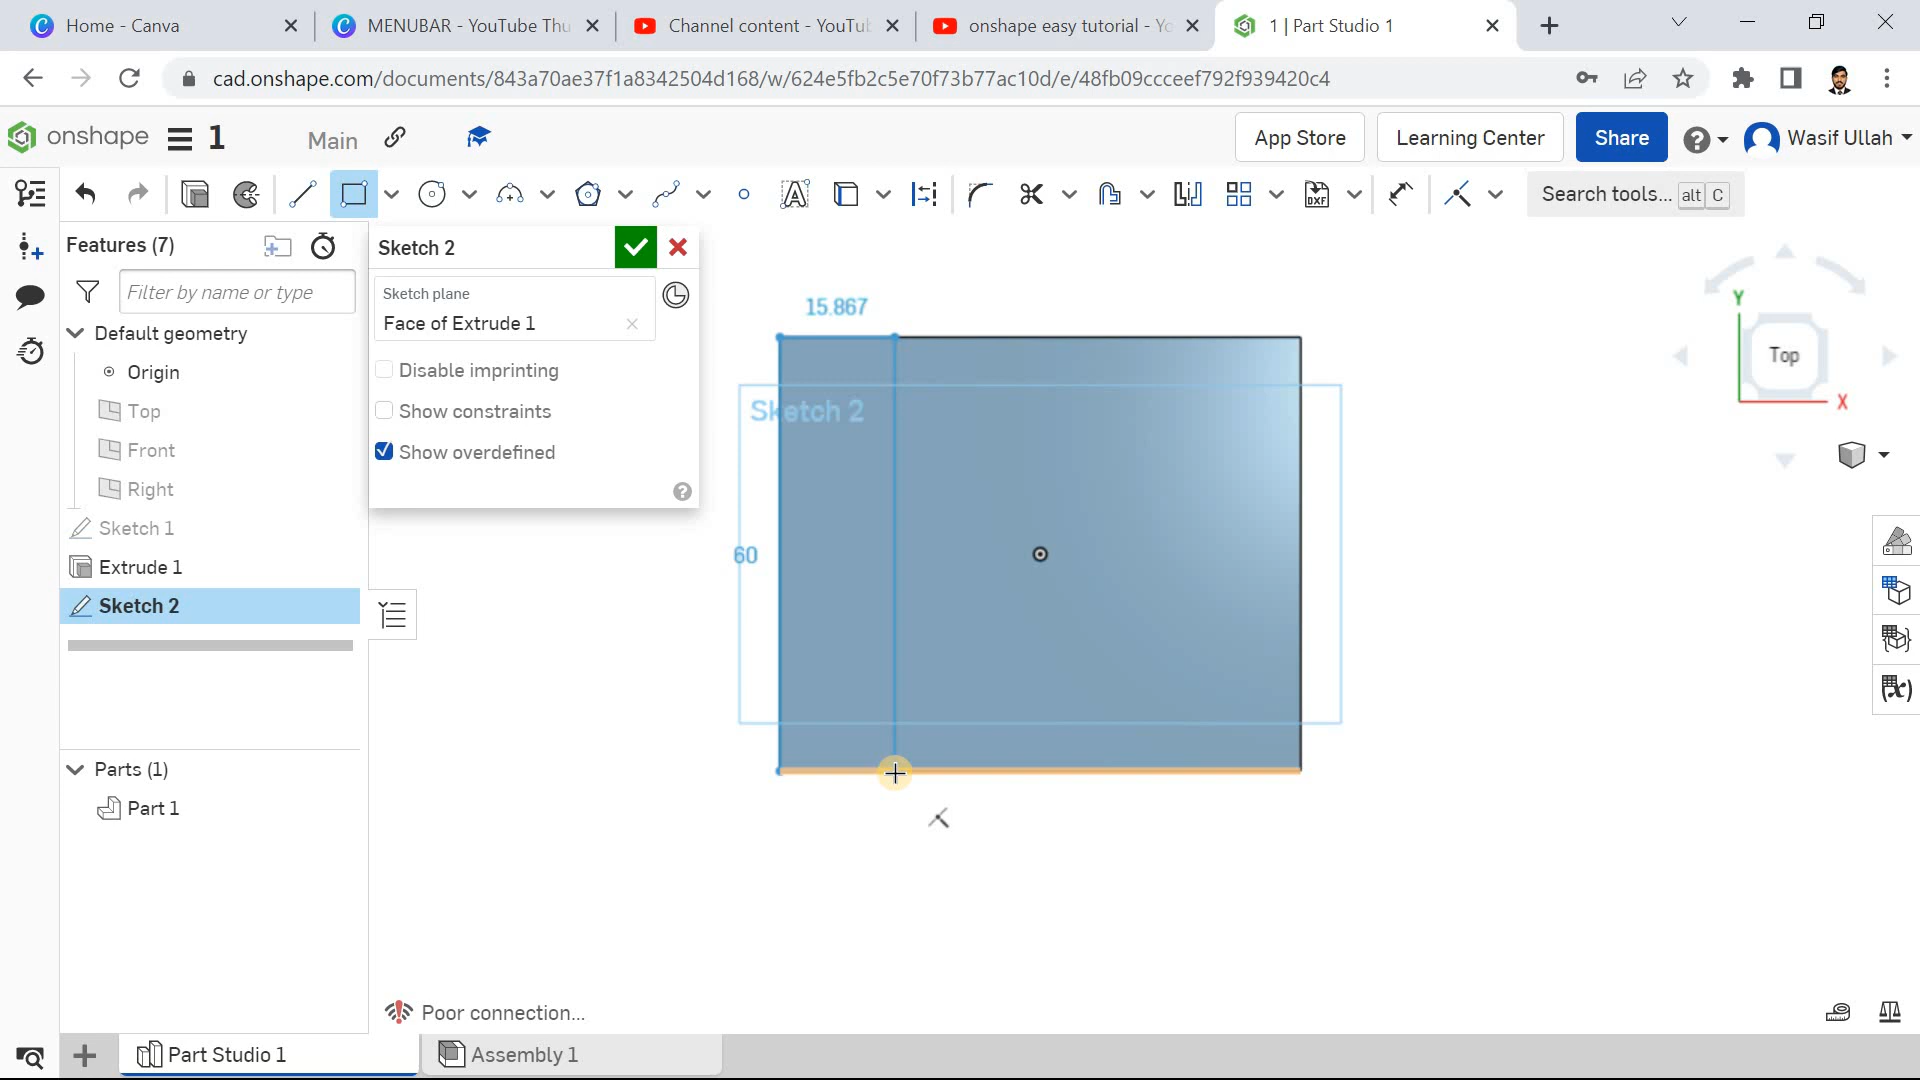 Home - Canva
MENUBAR - YouTube Thu
Channel content - YouTu
onshape easy tutorial - Yo
1 | Part Studio 1
cad.onshape.com/documents/843a70ae37f1a8342504d168/w/624e5fb2c5e70f73b77ac10d/e/48fb09ccceef792f939420c4
onshape
1
Main
App Store
Learning Center
Share
Wasif Ullah
Search tools... alt C
Features (7)
Filter by name or type
Default geometry
Origin
Top
Front
Right
Sketch 1
Extrude 1
Sketch 2
Parts (1)
Part 1
Sketch 2
Sketch plane
Face of Extrude 1
Disable imprinting
Show constraints
Show overdefined
15.867
Sketch 2
60
Y
Top
X
Poor connection...
Part Studio 1
Assembly 1